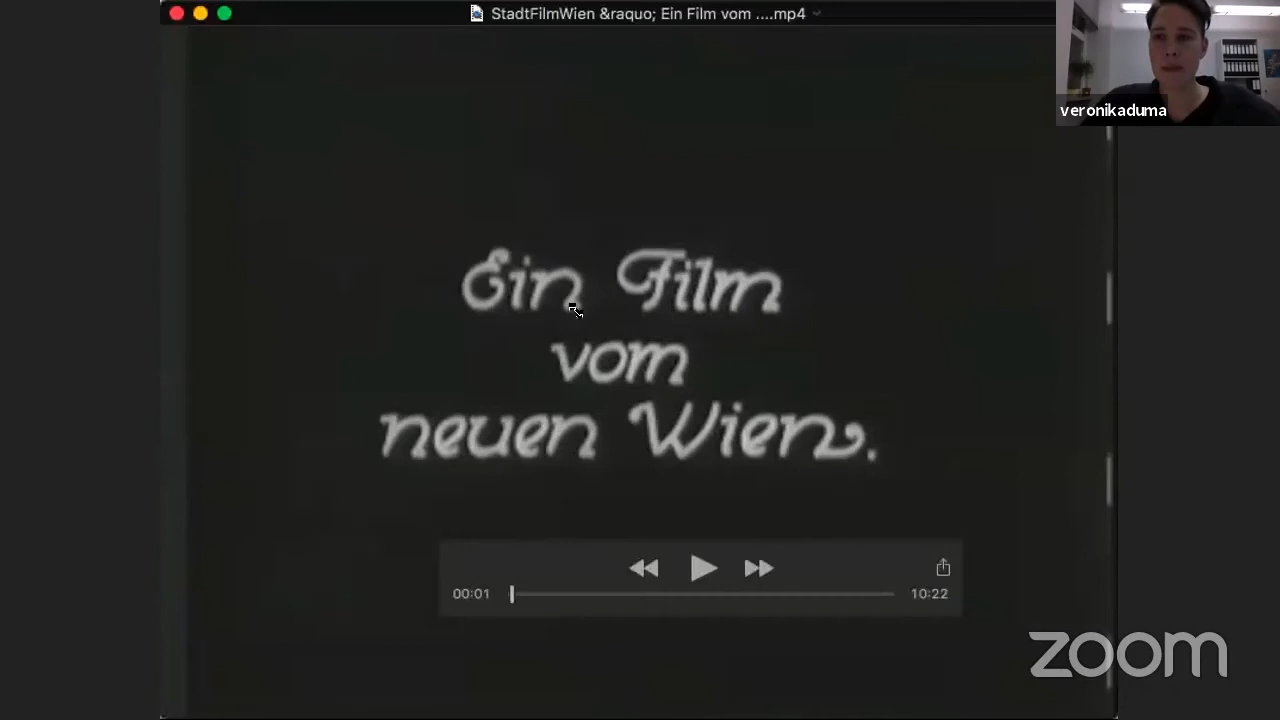 StadtFilmWien &raquo; Ein Film vom ....mp4
veronikaduma
Ein Film
vom
neuen Wien.
00:01
10:22
zoom